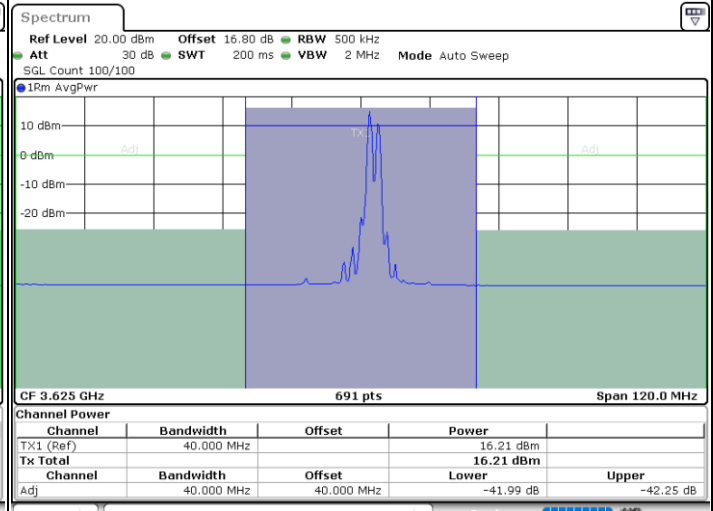 Spectrum
Ref Level 20.00 dBm Offset 16.80 dB RBW 500 kHz
Att 30 dB SWT 200 ms VBW 2 MHz Mode Auto Sweep
SGL Count 100/100
1Rm AvgPwr
10 dBm
TX
Adj
0 dBm
Adj
-10 dBm
-20 dBm
CF 3.625 GHz 691 pts Span 120.0 MHz
Channel Power
Channel Bandwidth Offset Power
TX1 (Ref) 40.000 MHz 16.21 dBm
Tx Total 16.21 dBm
Channel Bandwidth Offset Lower Upper
Adj 40.000 MHz 40.000 MHz -41.99 dB -42.25 dB